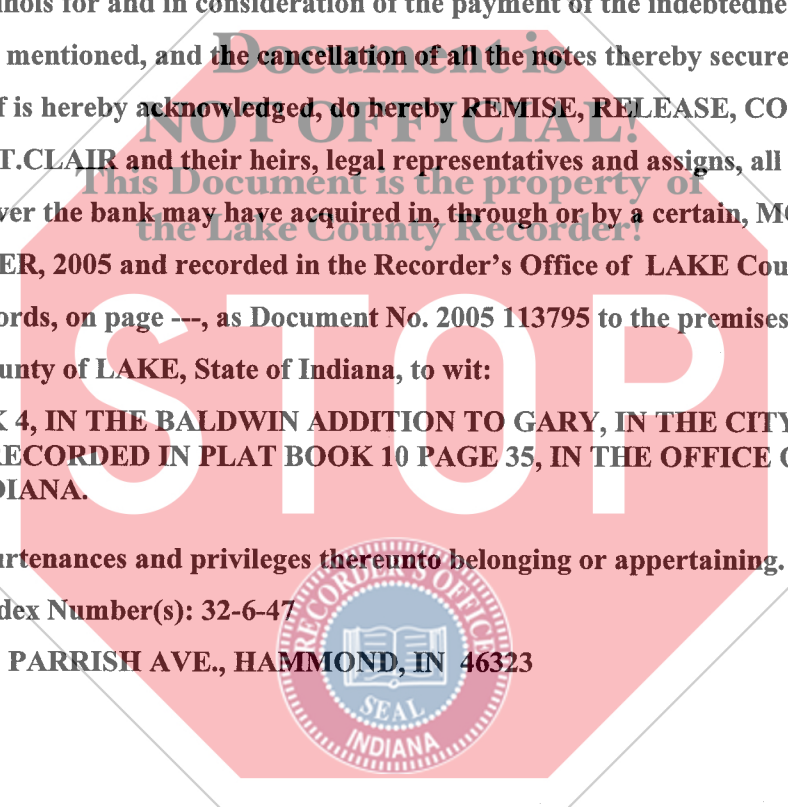 nois for and in consideration of the payment of the indebtedne
Document is
mentioned, and the cancellation of all the notes thereby secure
f is hereby acknowledged, do hereby REMISE, RELEASE, CO
NOT OFFICIAL!
T.CLAIR and their heirs, legal representatives and assigns, all
This Document is the property of
ver the bank may have acquired in, through or by a certain, MO
the Lake County Recorder!
ER, 2005 and recorded in the Recorder's Office of LAKE Cou
ords, on page ---, as Document No. 2005 113795 to the premises
unty of LAKE, State of Indiana, to wit:
STOP
K 4, IN THE BALDWIN ADDITION TO GARY, IN THE CITY
RECORDED IN PLAT BOOK 10 PAGE 35, IN THE OFFICE O
DIANA.
urtenances and privileges thereunto belonging or appertaining.
dex Number(s): 32-6-47
PARRISH AVE., HAMMOND, IN 46323
RECORDER'S OFFICE
SEAL
INDIANA